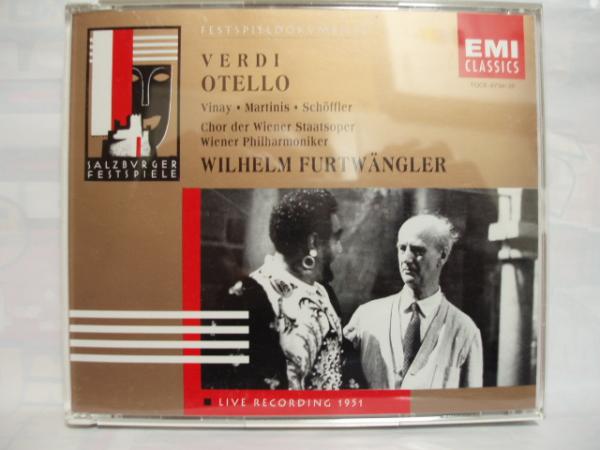 FESTSPIELDOKUMENTE
EMI
CLASSICS
VERDI
OTELLO
Vinay • Martinis • Schöffler
Chor der Wiener Staatsoper
Wiener Philharmoniker
WILHELM FURTWÄNGLER
SALZBVRGER
FESTSPIELE
LIVE RECORDING 1951